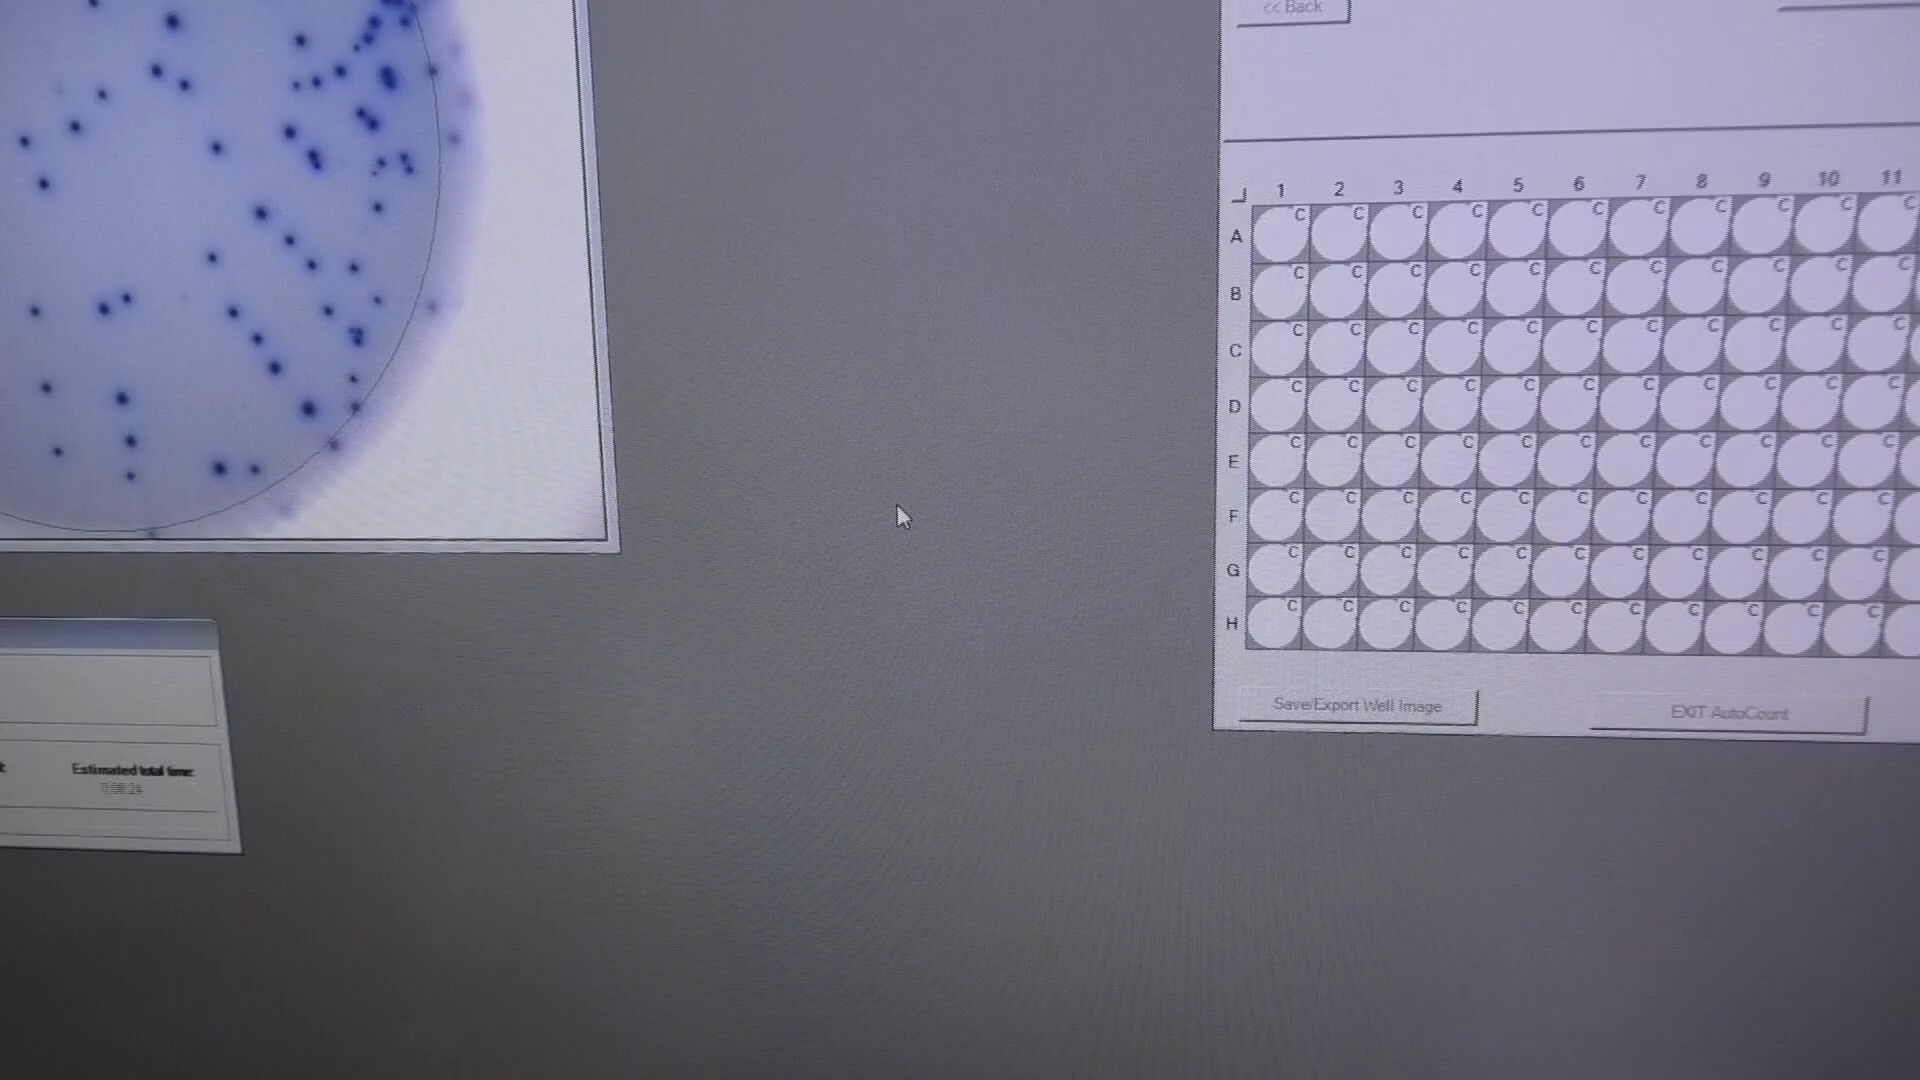 << Back
1 2 3 4 5 6 7 8 9 10 11
A C C C C C C C C C C C
B C C C C C C C C C C C
C C C C C C C C C C C C
D C C C C C C C C C C C
E C C C C C C C C C C C
F C C C C C C C C C C C
G C C C C C C C C C C C
H C C C C C C C C C C C
Save/Export Well Image
EXIT AutoCount
Estimated total time: